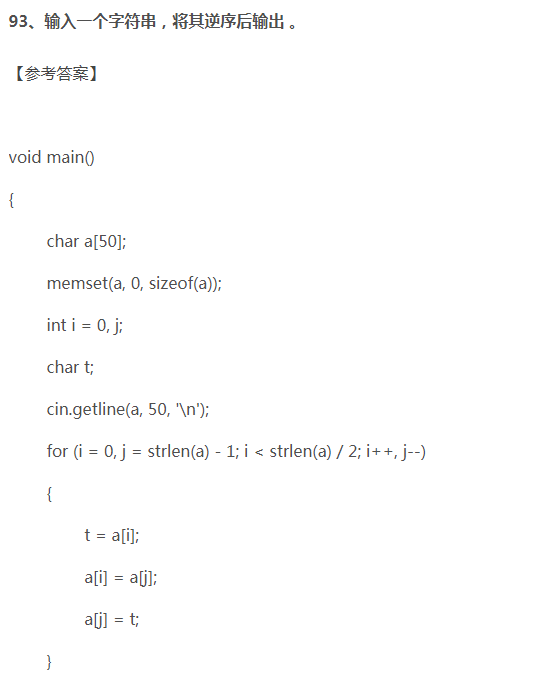 93、输入一个字符串，将其逆序后输出 。
【参考答案】
void main()
{
char a[50];
memset(a, 0, sizeof(a));
int i = 0, j;
char t;
cin.getline(a, 50, '\n');
for (i = 0, j = strlen(a) - 1; i < strlen(a) / 2; i++, j--)
{
t = a[i];
a[i] = a[j];
a[j] = t;
}